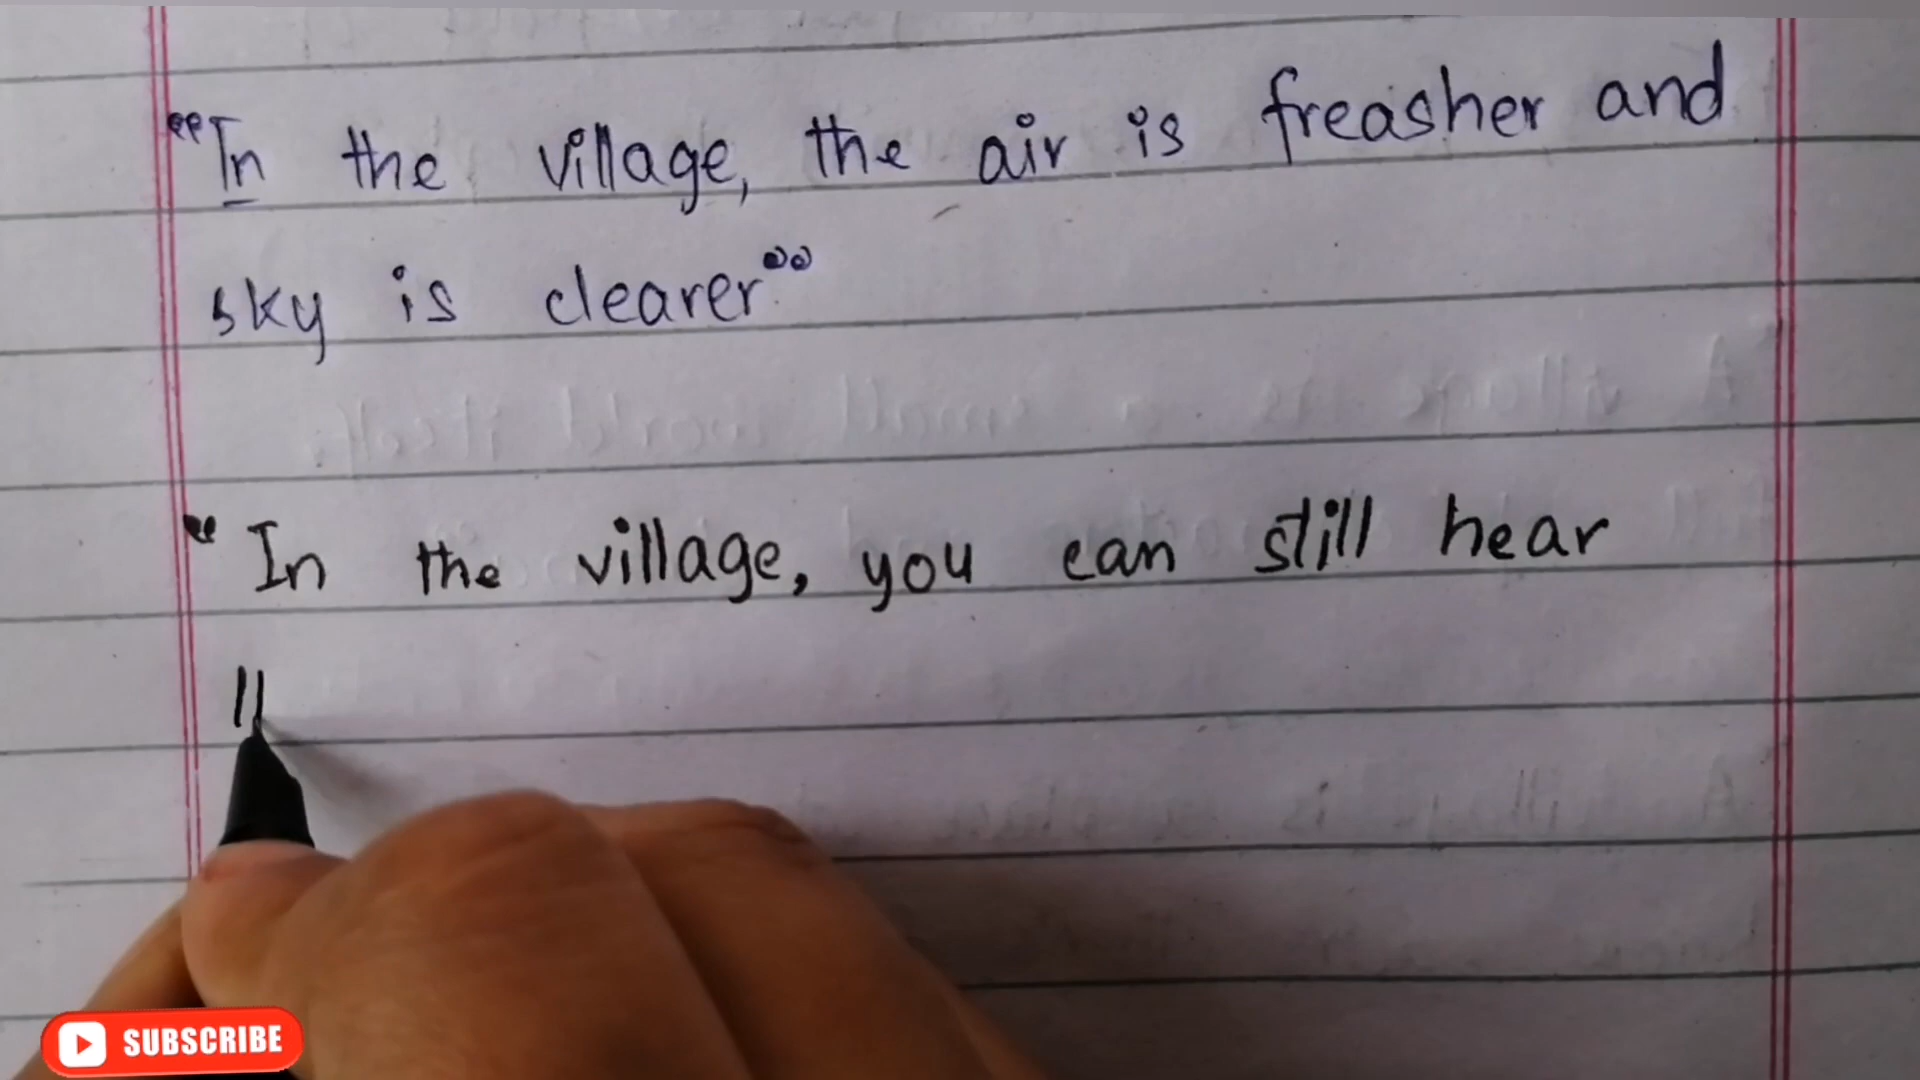 "In the village, the air is freasher and
sky is clearer"
" In the village, you can still hear
SUBSCRIBE